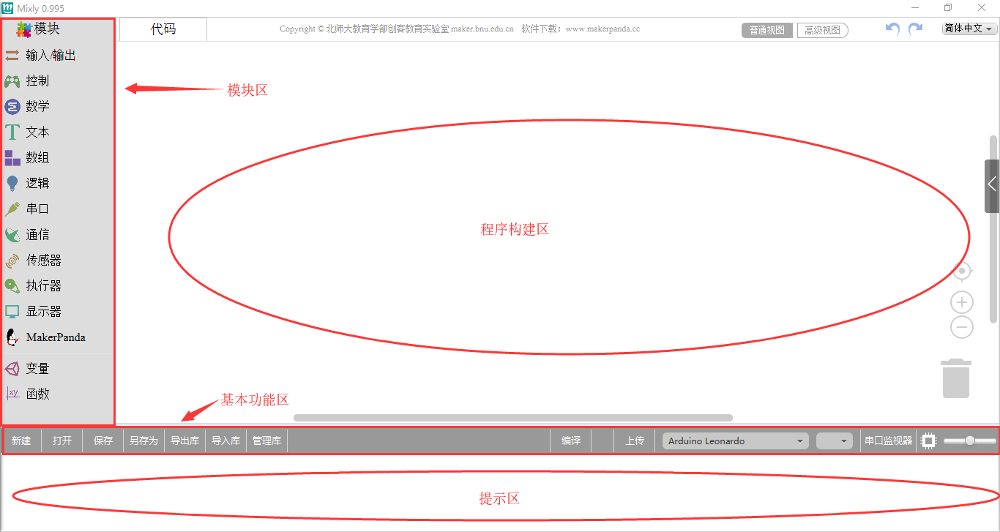 Mixly 0.995
模块
代码
Copyright © 北师大教育学部创客教育实验室 maker.bnu.edu.cn 软件下载：www.makerpanda.cc
普通视图
高级视图
简体中文
输入/输出
控制
数学
文本
数组
逻辑
串口
通信
传感器
执行器
显示器
MakerPanda
变量
函数
模块区
程序构建区
基本功能区
新建
打开
保存
另存为
导出库
导入库
管理库
编译
上传
Arduino Leonardo
串口监视器
提示区